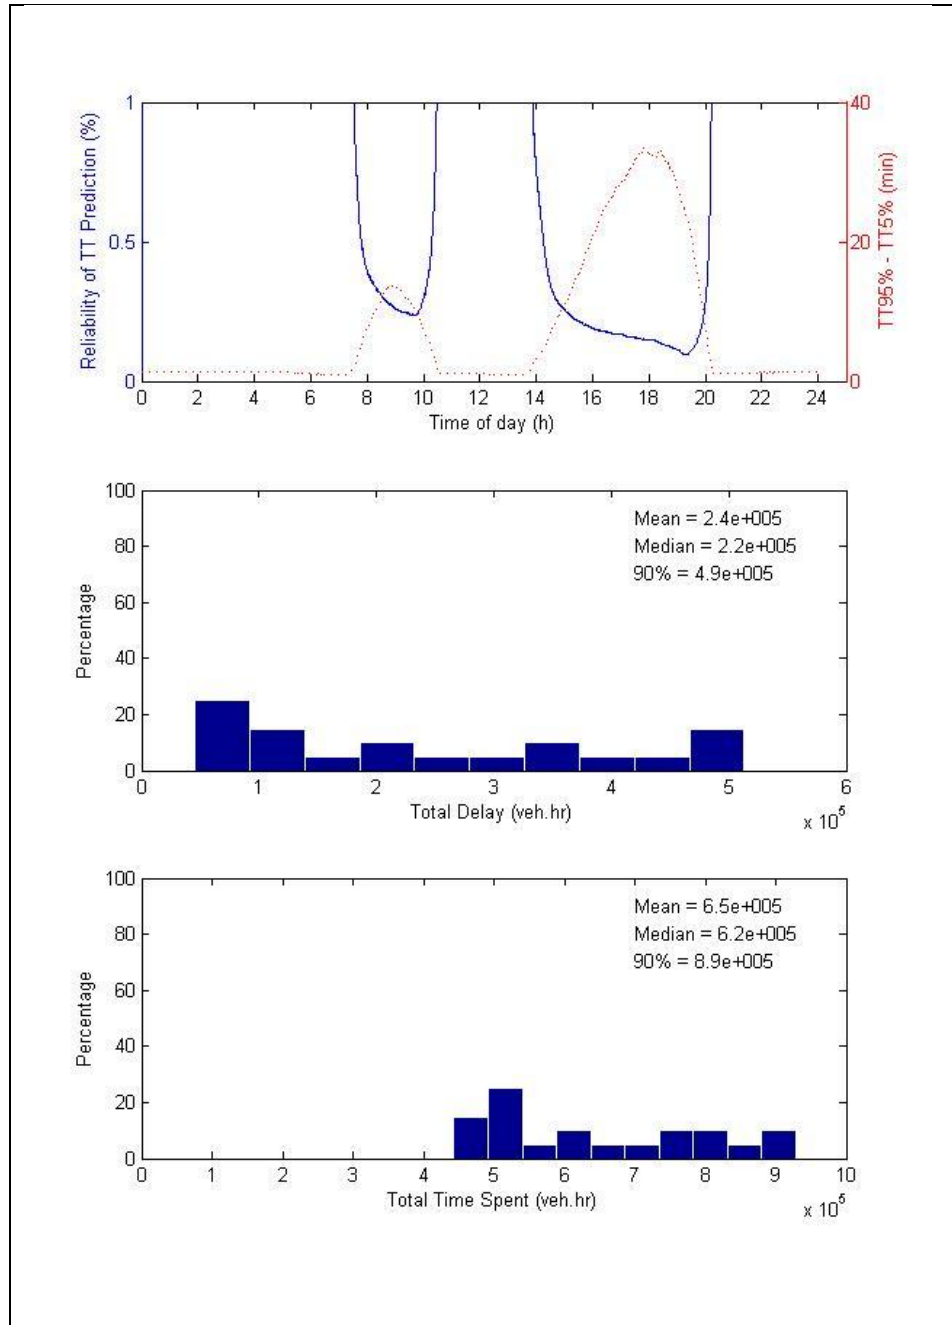 1
0.5
0
Reliability of TT Prediction (%)
40
20
0
TT95% - TT5% (min)
0 2 4 6 8 10 12 14 16 18 20 22 24
Time of day (h)
100
80
60
40
20
0
Percentage
Mean = 2.4e+005
Median = 2.2e+005
90% = 4.9e+005
0 1 2 3 4 5 6
Total Delay (veh.hr)
x 10^5
100
80
60
40
20
0
Percentage
Mean = 6.5e+005
Median = 6.2e+005
90% = 8.9e+005
0 1 2 3 4 5 6 7 8 9 10
Total Time Spent (veh.hr)
x 10^5